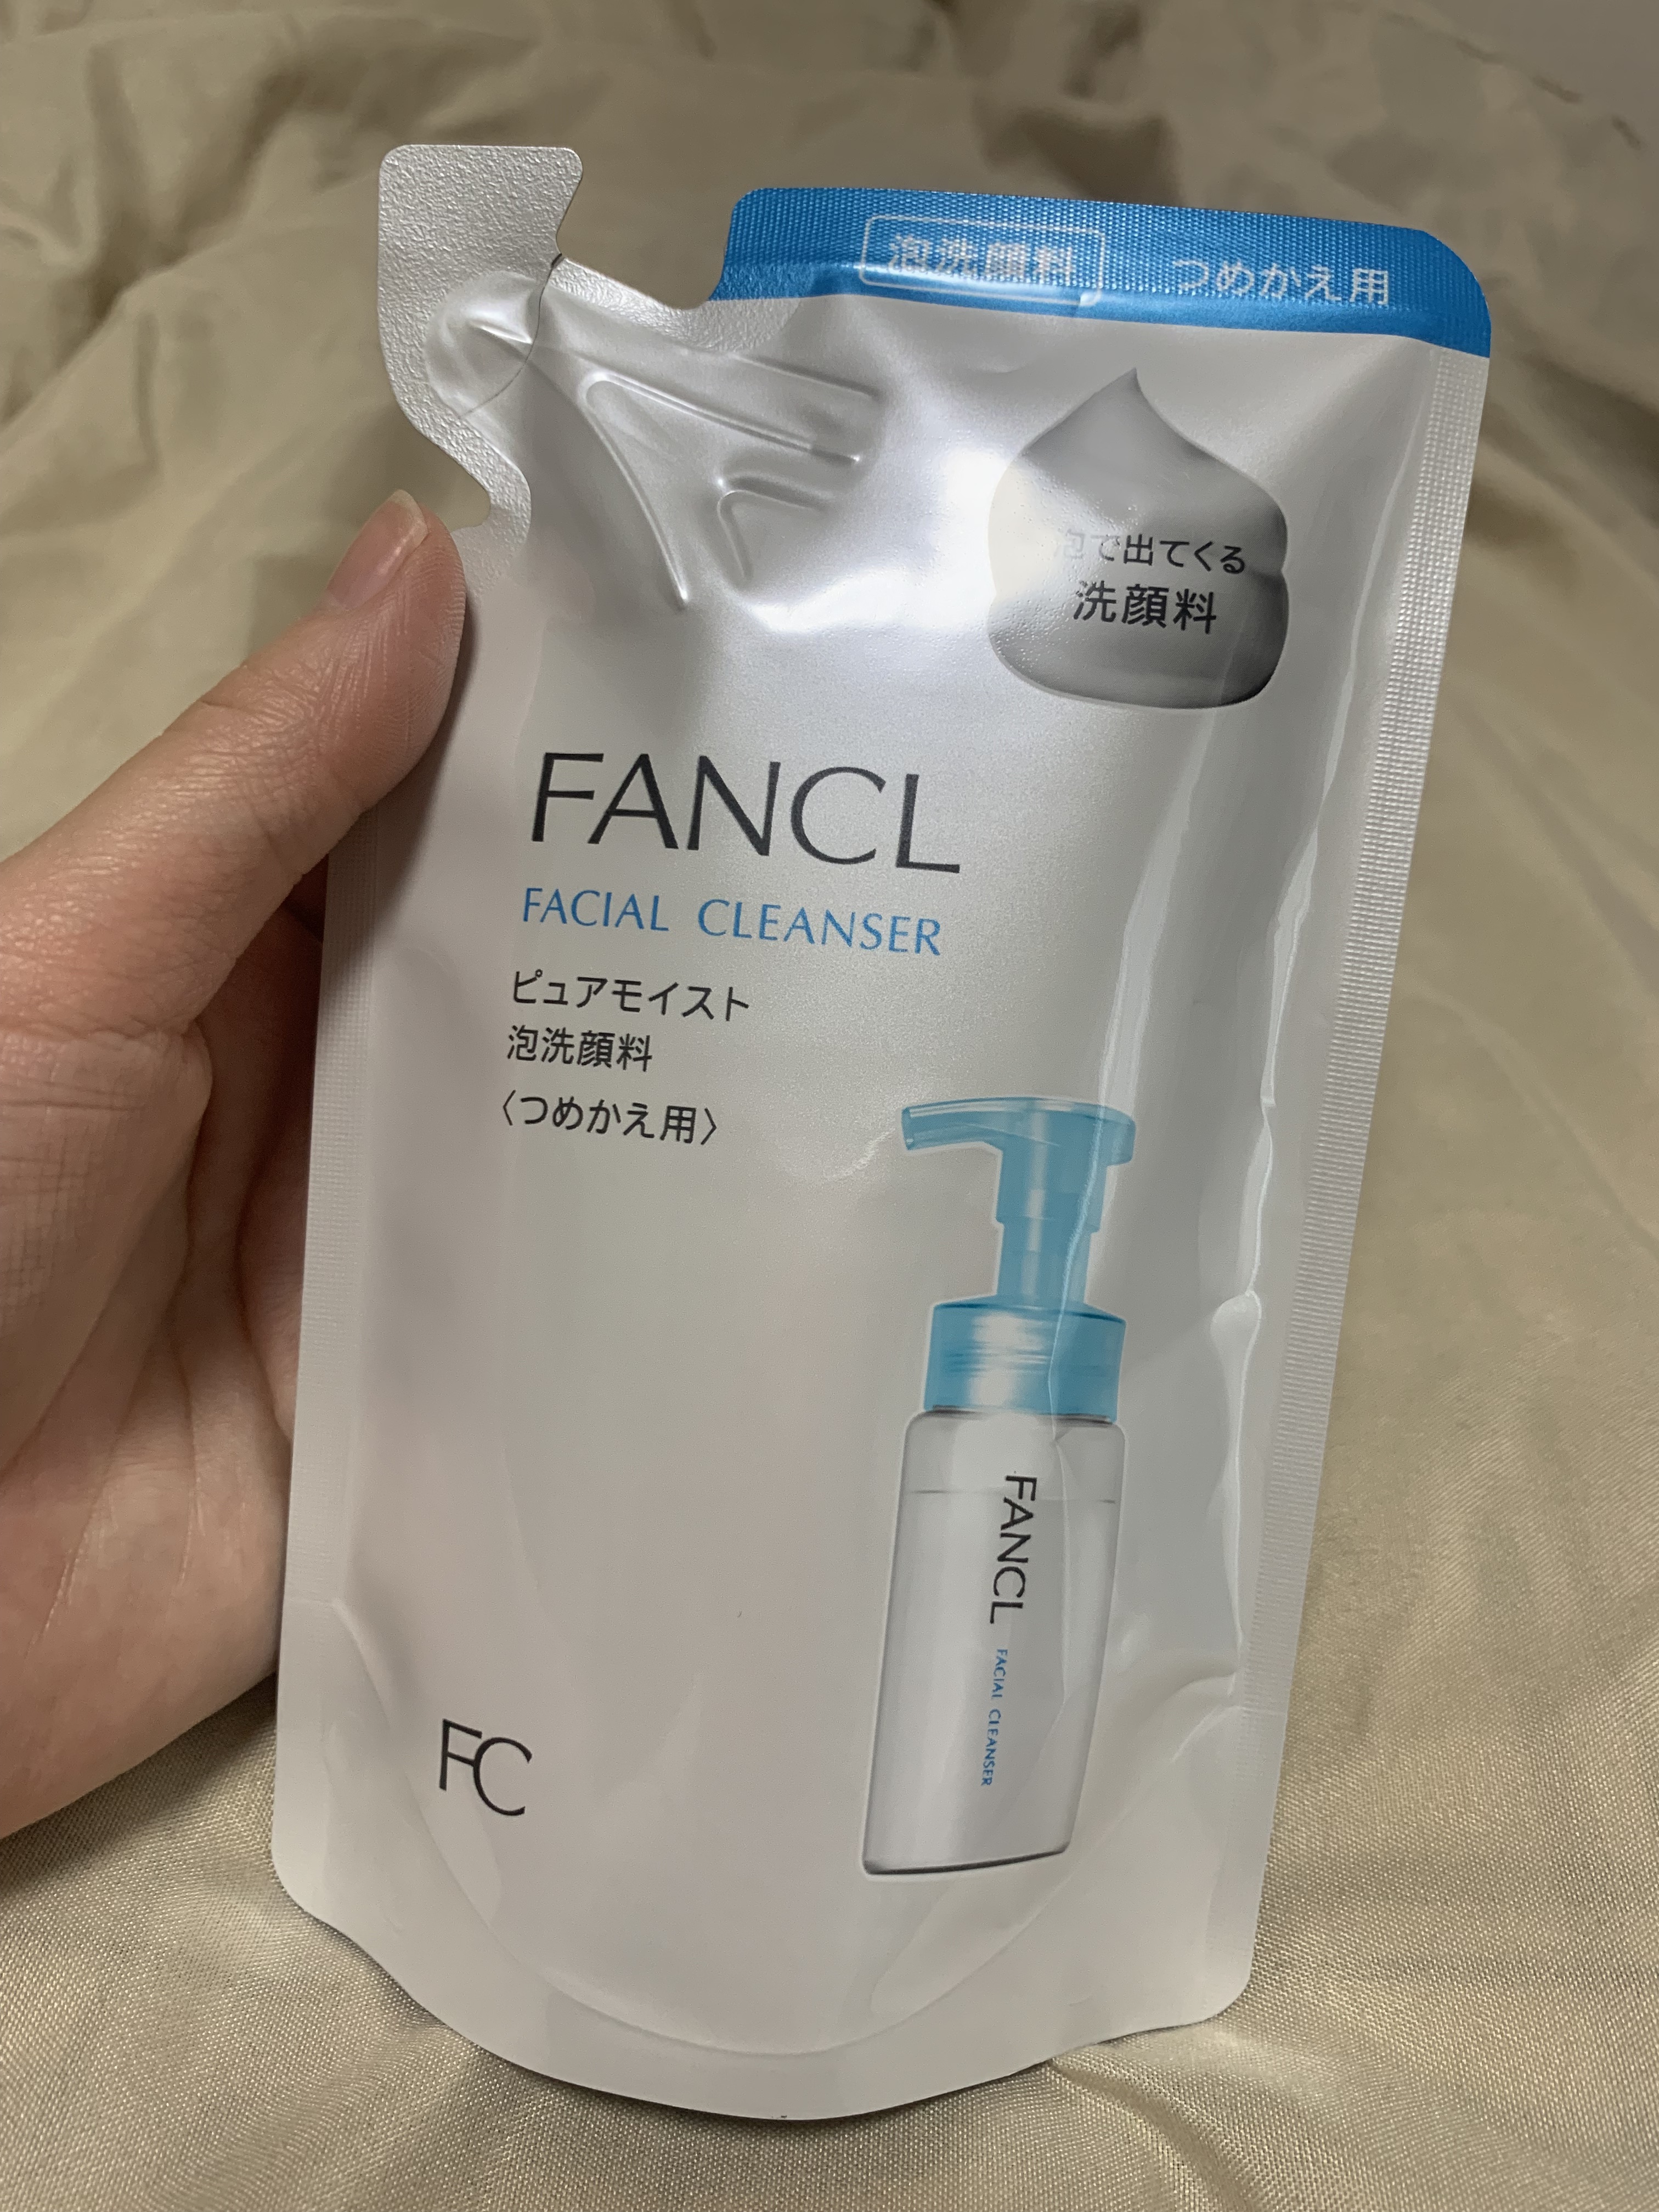 泡洗顔料 つめかえ用
泡で出てくる
洗顔料
FANCL
FACIAL CLEANSER
ピュアモイスト
泡洗顔料
〈つめかえ用〉
FANCL FACIAL CLEANSER
FC